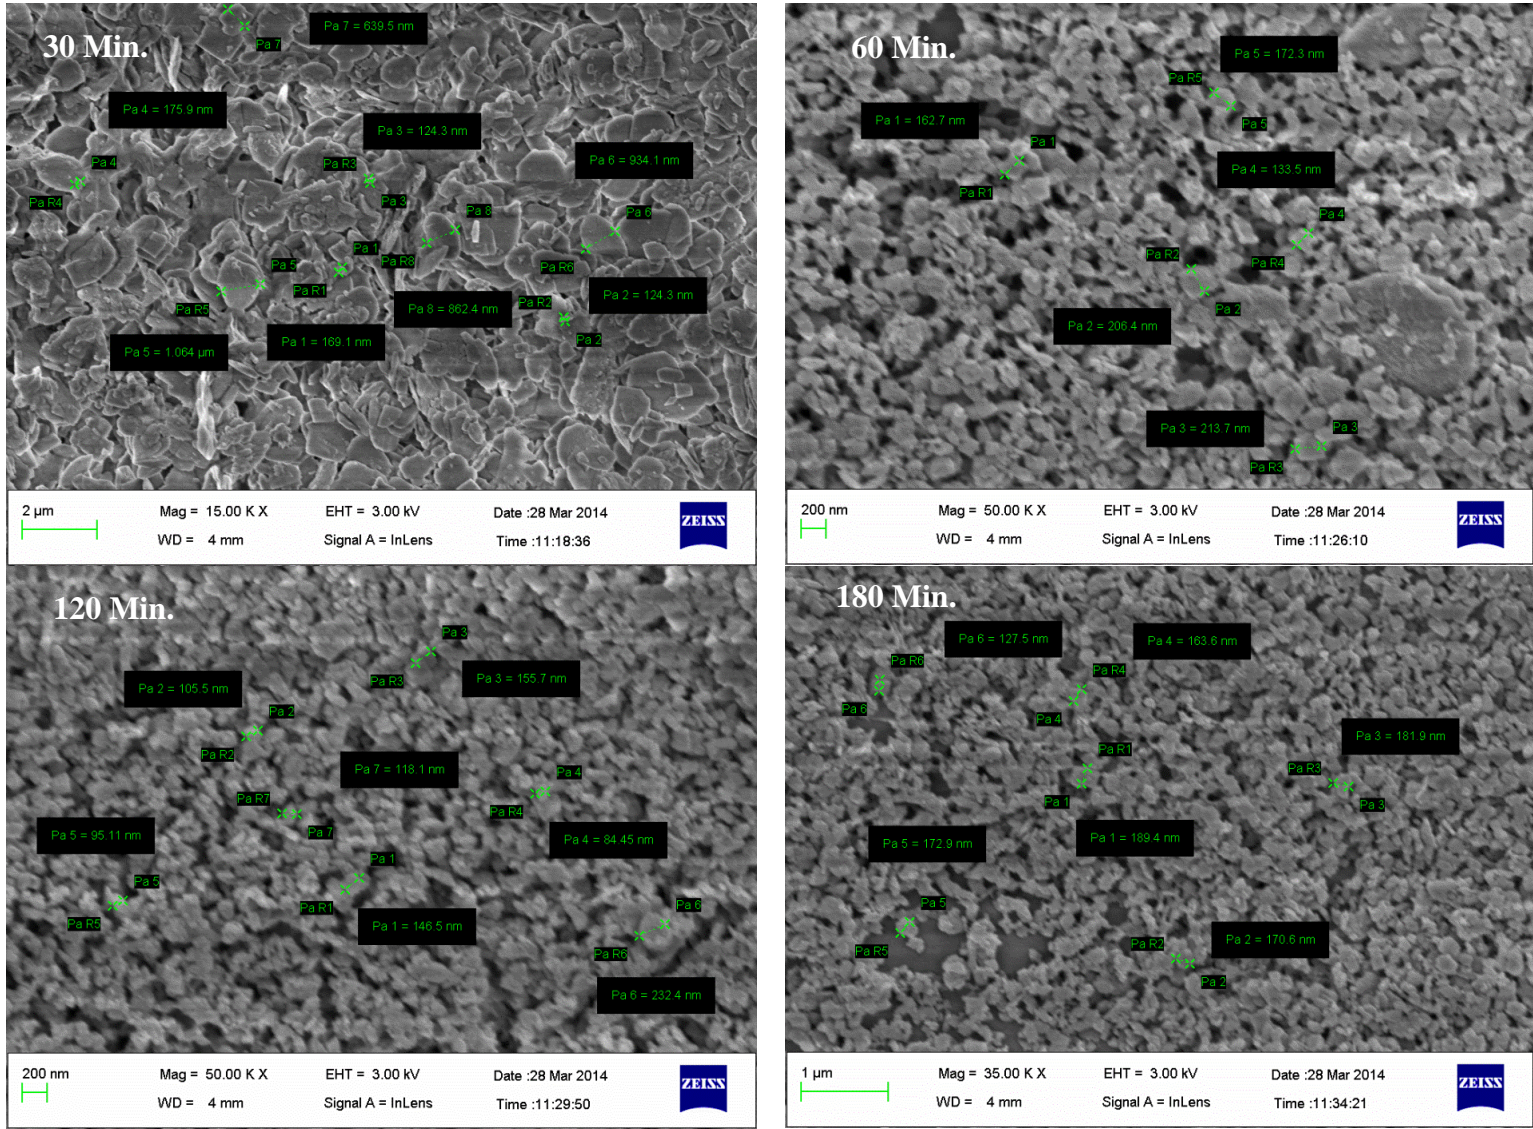 30 Min.
Pa 7 = 639.5 nm
Pa 7
Pa 4 = 175.9 nm
Pa 3 = 124.3 nm
Pa 6 = 934.1 nm
Pa 4
Pa R3
Pa R4
Pa 3
Pa 8
Pa 6
Pa 1
Pa R8
Pa 5
Pa R6
Pa R1
Pa R5
Pa R2
Pa 2 = 124.3 nm
Pa 8 = 862.4 nm
Pa 2
Pa 1 = 169.1 nm
Pa 5 = 1.064 µm
2 µm
Mag = 15.00 K X
EHT = 3.00 kV
Date :28 Mar 2014
WD = 4 mm
Signal A = InLens
Time :11:18:36
ZEISS
60 Min.
Pa 5 = 172.3 nm
Pa R5
Pa 5
Pa 1 = 162.7 nm
Pa 1
Pa 4 = 133.5 nm
Pa R1
Pa 4
Pa R2
Pa R4
Pa 2
Pa 2 = 206.4 nm
Pa 3 = 213.7 nm
Pa 3
Pa R3
200 nm
Mag = 50.00 K X
EHT = 3.00 kV
Date :28 Mar 2014
WD = 4 mm
Signal A = InLens
Time :11:26:10
ZEISS
120 Min.
Pa 3
Pa R3
Pa 3 = 155.7 nm
Pa 2 = 105.5 nm
Pa 2
Pa R2
Pa 7 = 118.1 nm
Pa 4
Pa R7
Pa R4
Pa 7
Pa 5 = 95.11 nm
Pa 4 = 84.45 nm
Pa 1
Pa 5
Pa R1
Pa R5
Pa 6
Pa 1 = 146.5 nm
Pa R6
Pa 6 = 232.4 nm
200 nm
Mag = 50.00 K X
EHT = 3.00 kV
Date :28 Mar 2014
WD = 4 mm
Signal A = InLens
Time :11:29:50
ZEISS
180 Min.
Pa 6 = 127.5 nm
Pa 4 = 163.6 nm
Pa R6
Pa R4
Pa 6
Pa 4
Pa 3 = 181.9 nm
Pa R1
Pa R3
Pa 1
Pa 3
Pa 5 = 172.9 nm
Pa 1 = 189.4 nm
Pa 5
Pa R5
Pa R2
Pa 2 = 170.6 nm
Pa 2
1 µm
Mag = 35.00 K X
EHT = 3.00 kV
Date :28 Mar 2014
WD = 4 mm
Signal A = InLens
Time :11:34:21
ZEISS